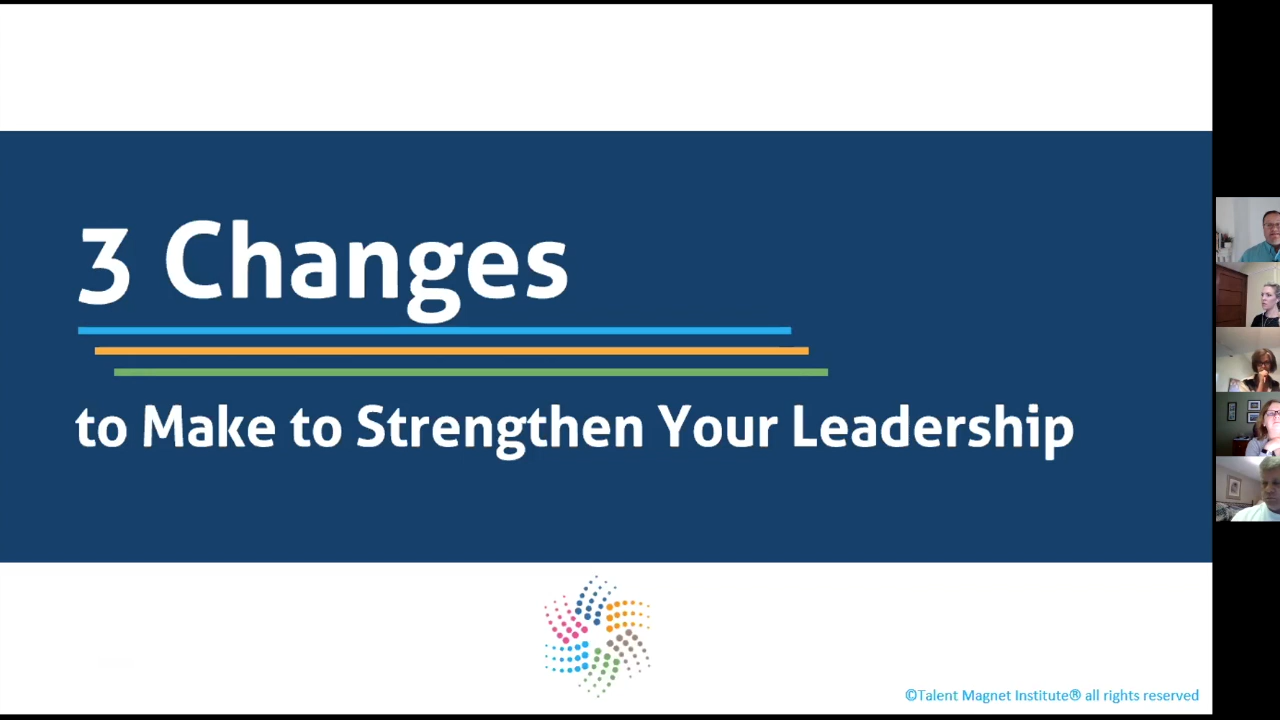 3 Changes
to Make to Strengthen Your Leadership
©Talent Magnet Institute® all rights reserved